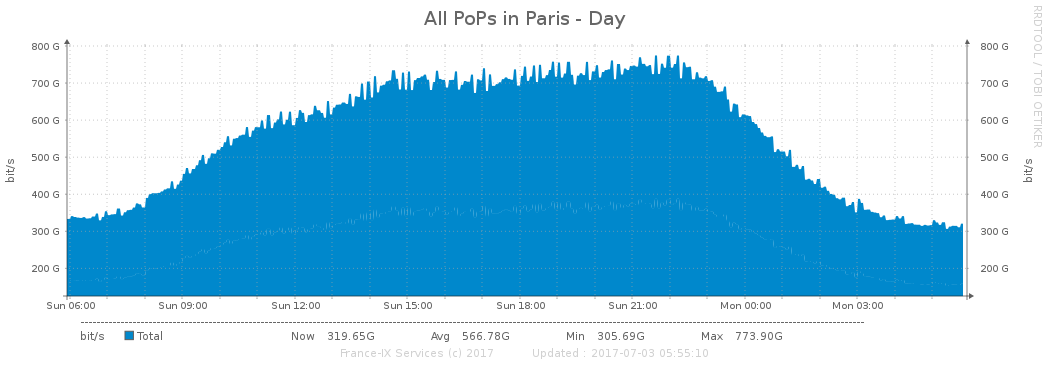 All PoPs in Paris - Day
RRDTOOL / TOBI OETIKER
bit/s
800 G
700 G
600 G
500 G
400 G
300 G
200 G
800 G
700 G
600 G
500 G
400 G
300 G
200 G
bit/s
Sun 06:00 Sun 09:00 Sun 12:00 Sun 15:00 Sun 18:00 Sun 21:00 Mon 00:00 Mon 03:00
bit/s Total Now 319.65G Avg 566.78G Min 305.69G Max 773.90G
France-IX Services (c) 2017 Updated : 2017-07-03 05:55:10